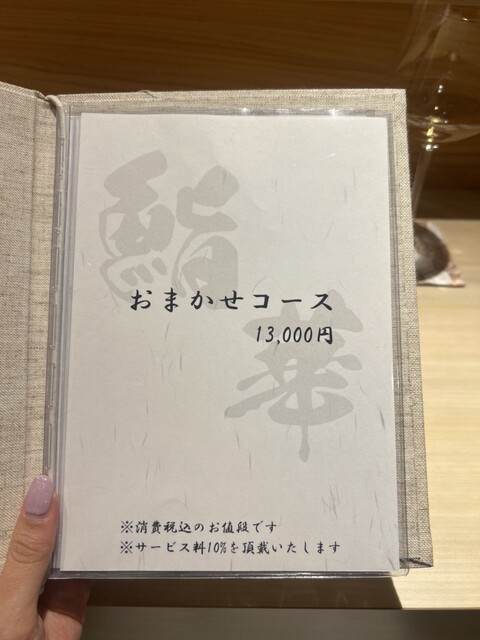 鮨
華
おまかせコース
13,000円
※消費税込のお値段です
※サービス料10%を頂戴いたします